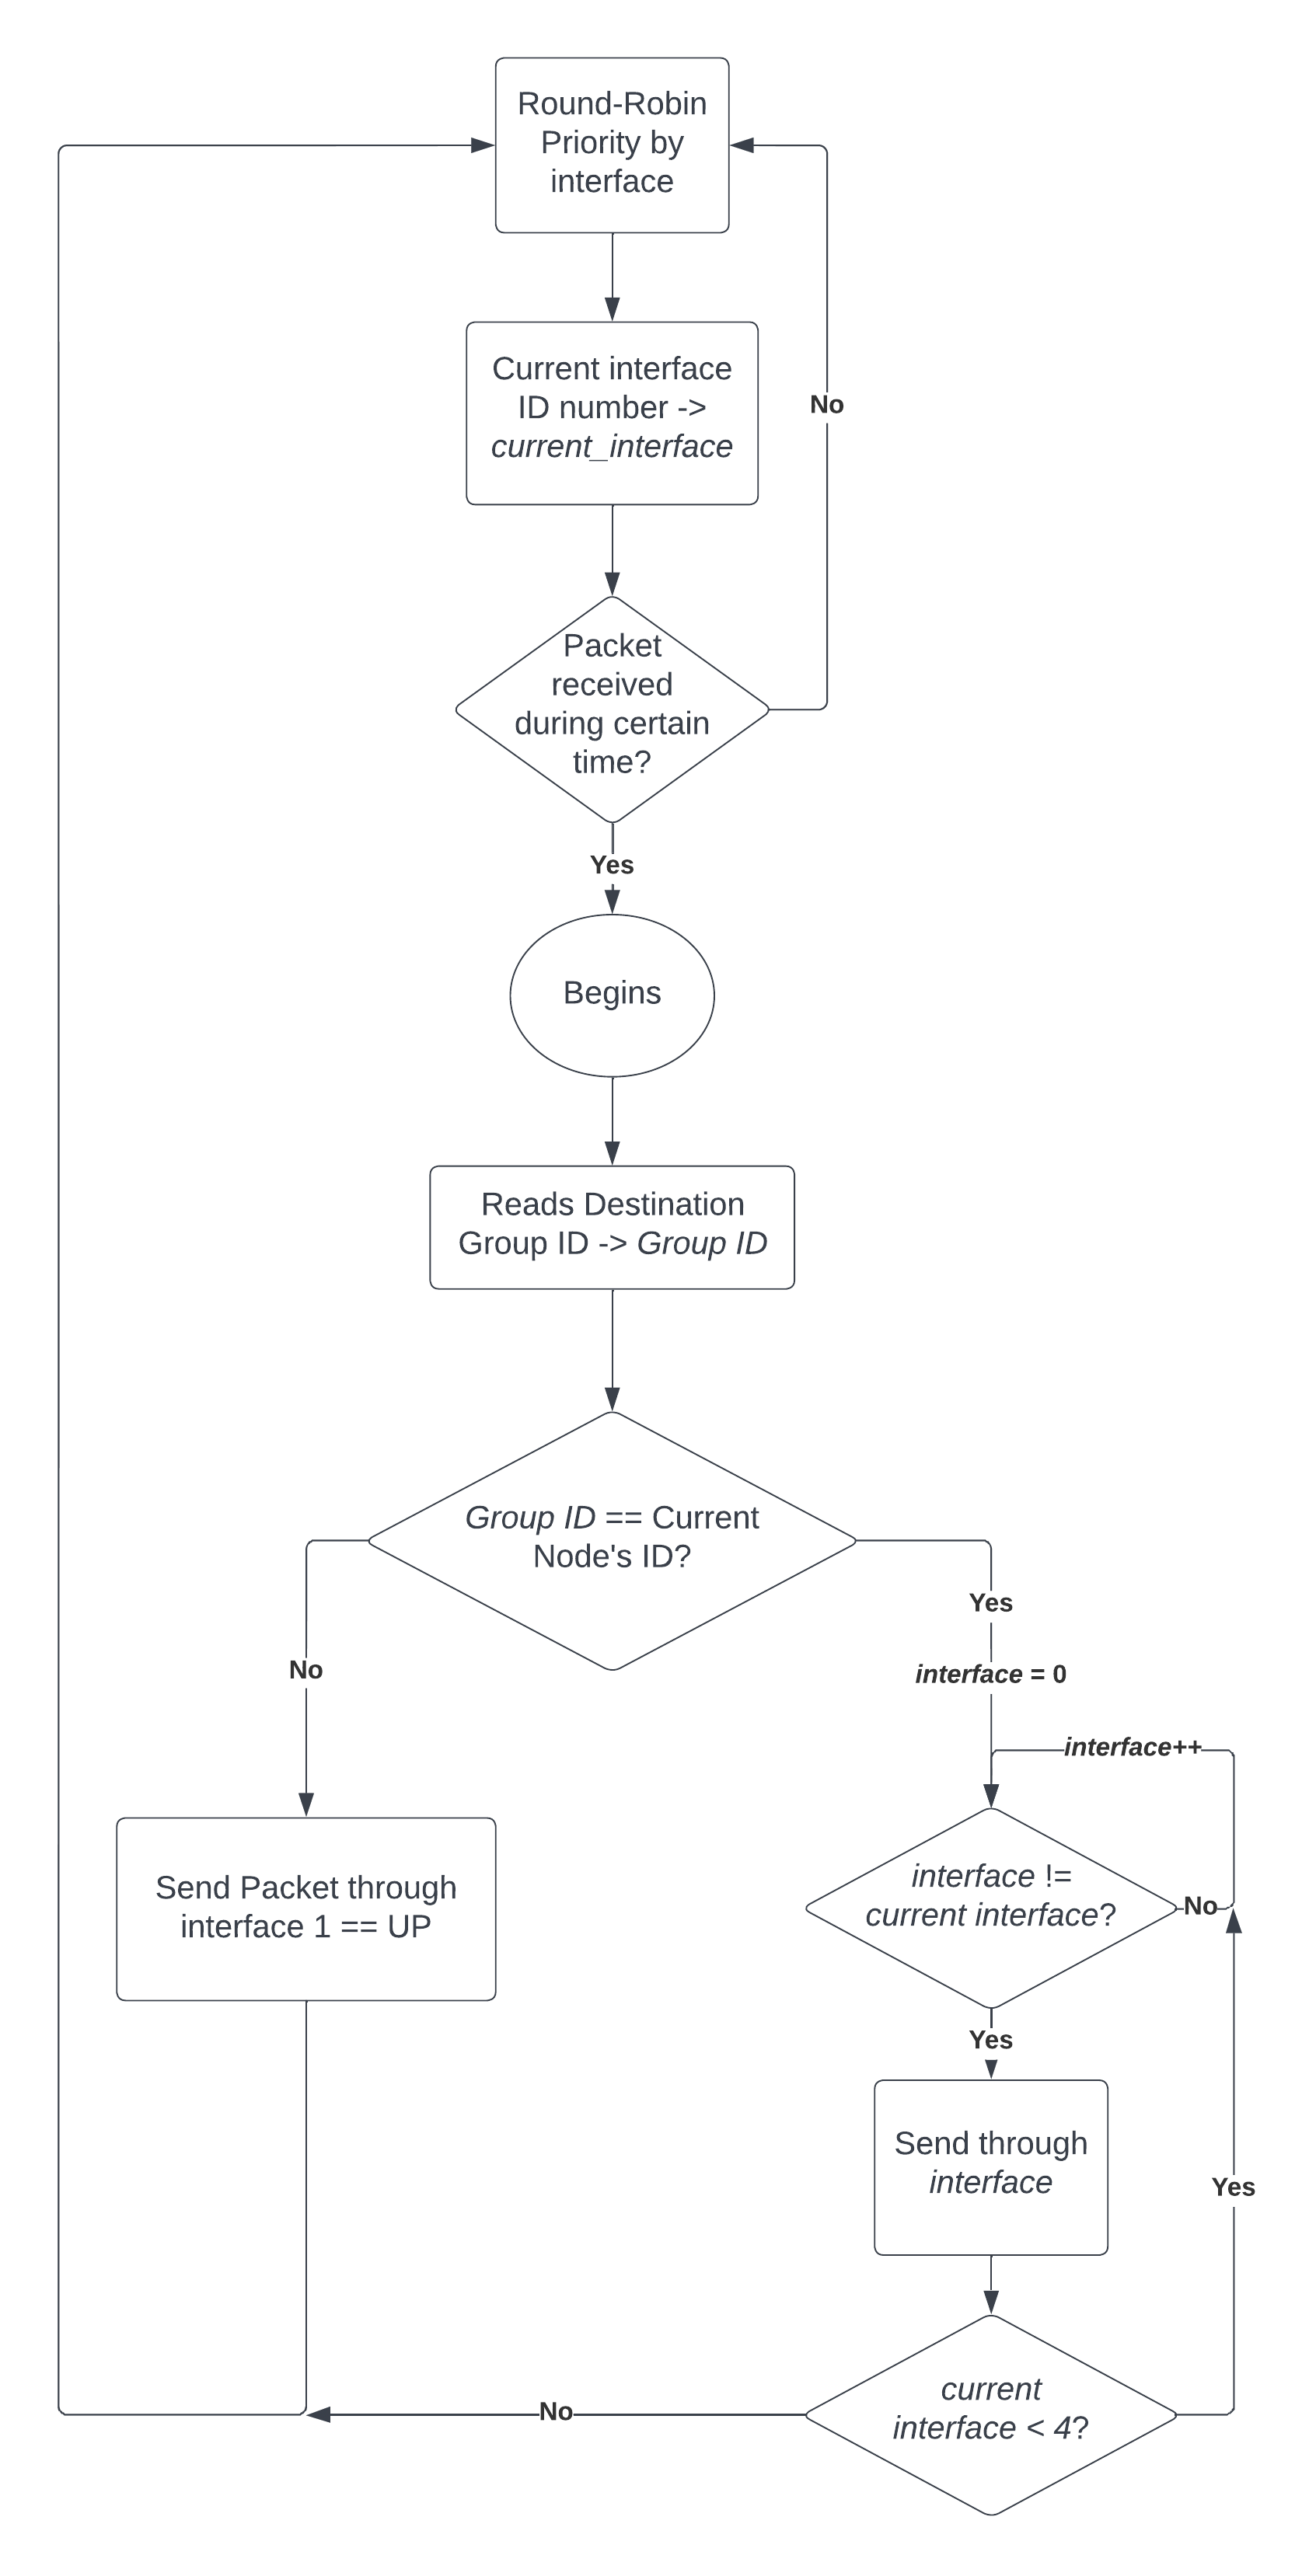 Round-Robin
Priority by
interface
Current interface
ID number ->
current_interface
No
Packet
received
during certain
time?
Yes
Begins
Reads Destination
Group ID -> Group ID
Group ID == Current
Node's ID?
Yes
No
interface = 0
interface++
Send Packet through
interface 1 == UP
interface !=
current interface?
No
Yes
Send through
interface
Yes
current
interface < 4?
No